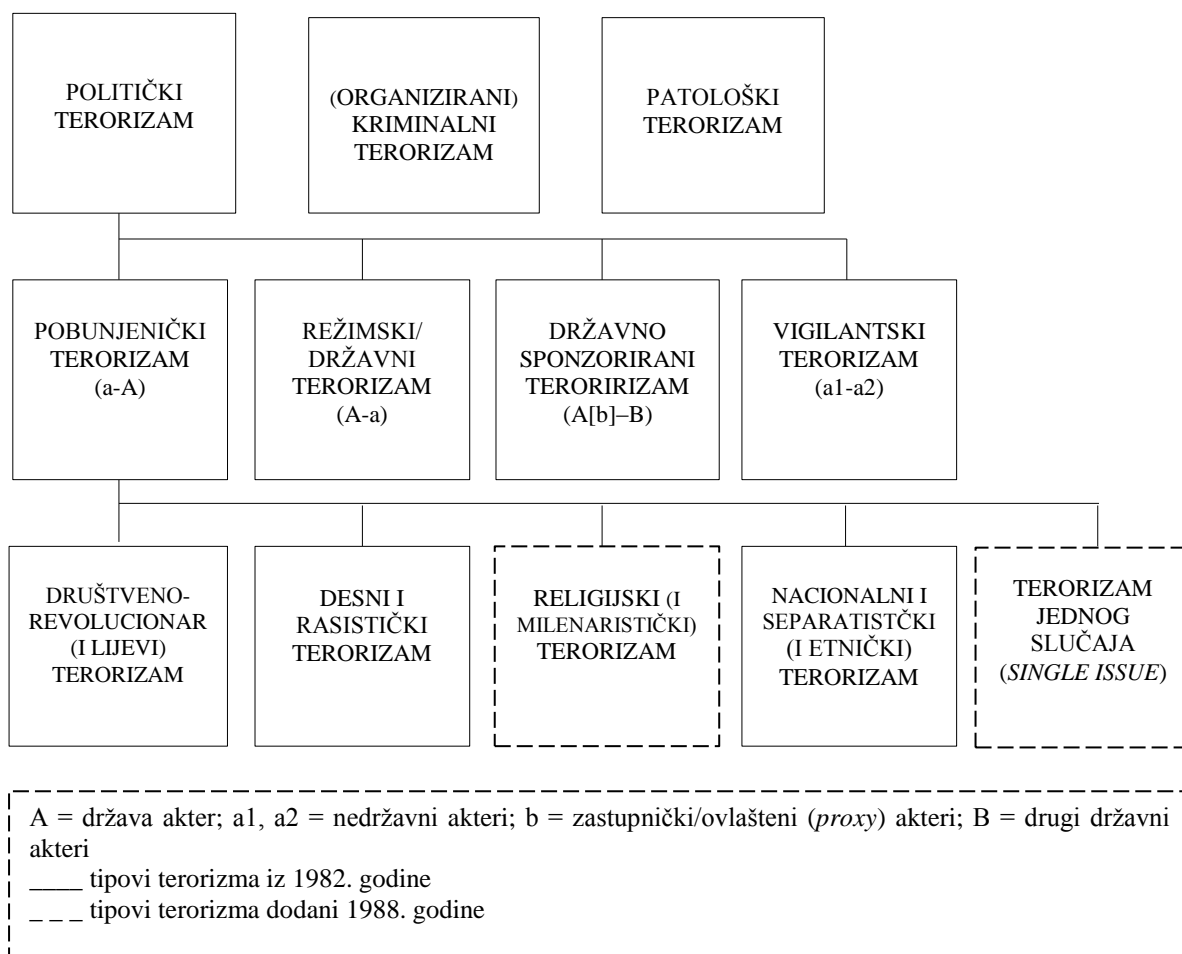 POLITIČKI
TERORIZAM
(ORGANIZIRANI)
KRIMINALNI
TERORIZAM
PATOLOŠKI
TERORIZAM
POBUNJENIČKI
TERORIZAM
(a-A)
REŽIMSKI/
DRŽAVNI
TERORIZAM
(A-a)
DRŽAVNO
SPONZORIRANI
TERORIRIZAM
(A[b]–B)
VIGILANTSKI
TERORIZAM
(a1-a2)
DRUŠTVENO-
REVOLUCIONAR
(I LIJEVI)
TERORIZAM
DESNI I
RASISTIČKI
TERORIZAM
RELIGIJSKI (I
MILENARISTIČKI)
TERORIZAM
NACIONALNI I
SEPARATISTČKI
(I ETNIČKI)
TERORIZAM
TERORIZAM
JEDNOG
SLUČAJA
(SINGLE ISSUE)
A = država akter; a1, a2 = nedržavni akteri; b = zastupnički/ovlašteni (proxy) akteri; B = drugi državni
akteri
____ tipovi terorizma iz 1982. godine
_ _ _ tipovi terorizma dodani 1988. godine